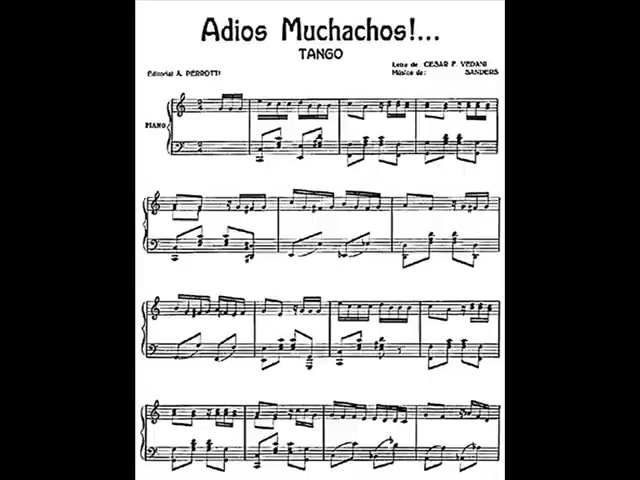 Adios Muchachos!...
TANGO
Letra de CESAR F. VEDANI
Editorial A. PERROTTI
Música de: SANDERS
PIANO